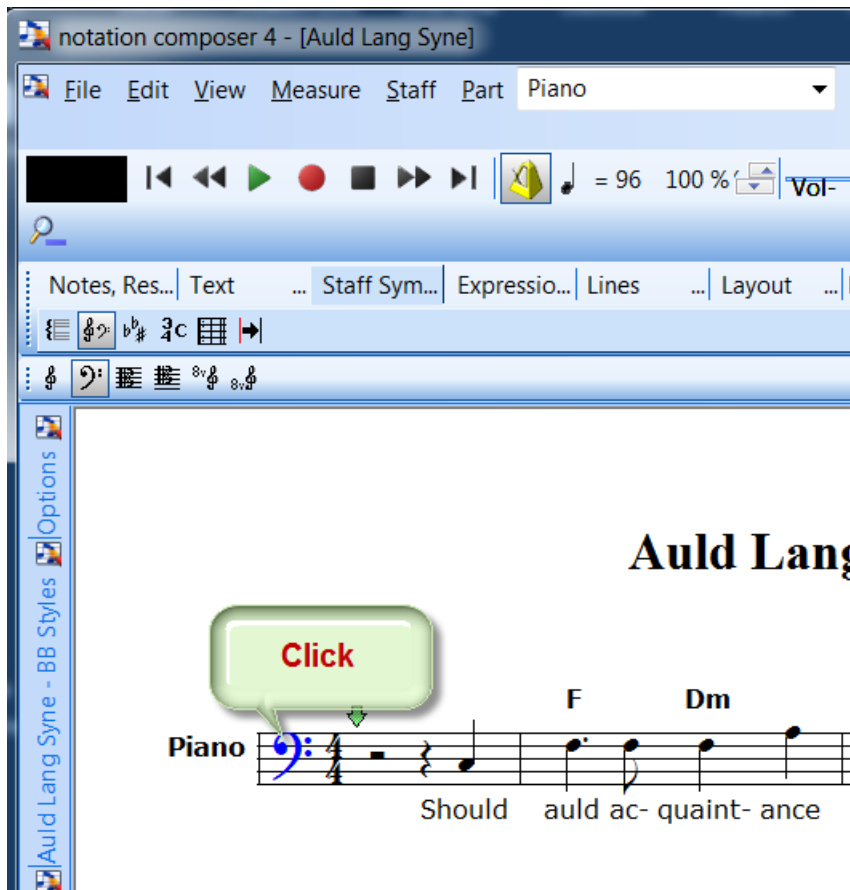 notation composer 4 - [Auld Lang Syne]
File Edit View Measure Staff Part Piano
= 96 100 % Vol-
Notes, Res... Text ... Staff Sym... Expressio... Lines ... Layout ...
Options
Auld Lang Syne - BB Styles
Auld Lang
Click
F Dm
Piano
4
4
Should auld ac- quaint- ance